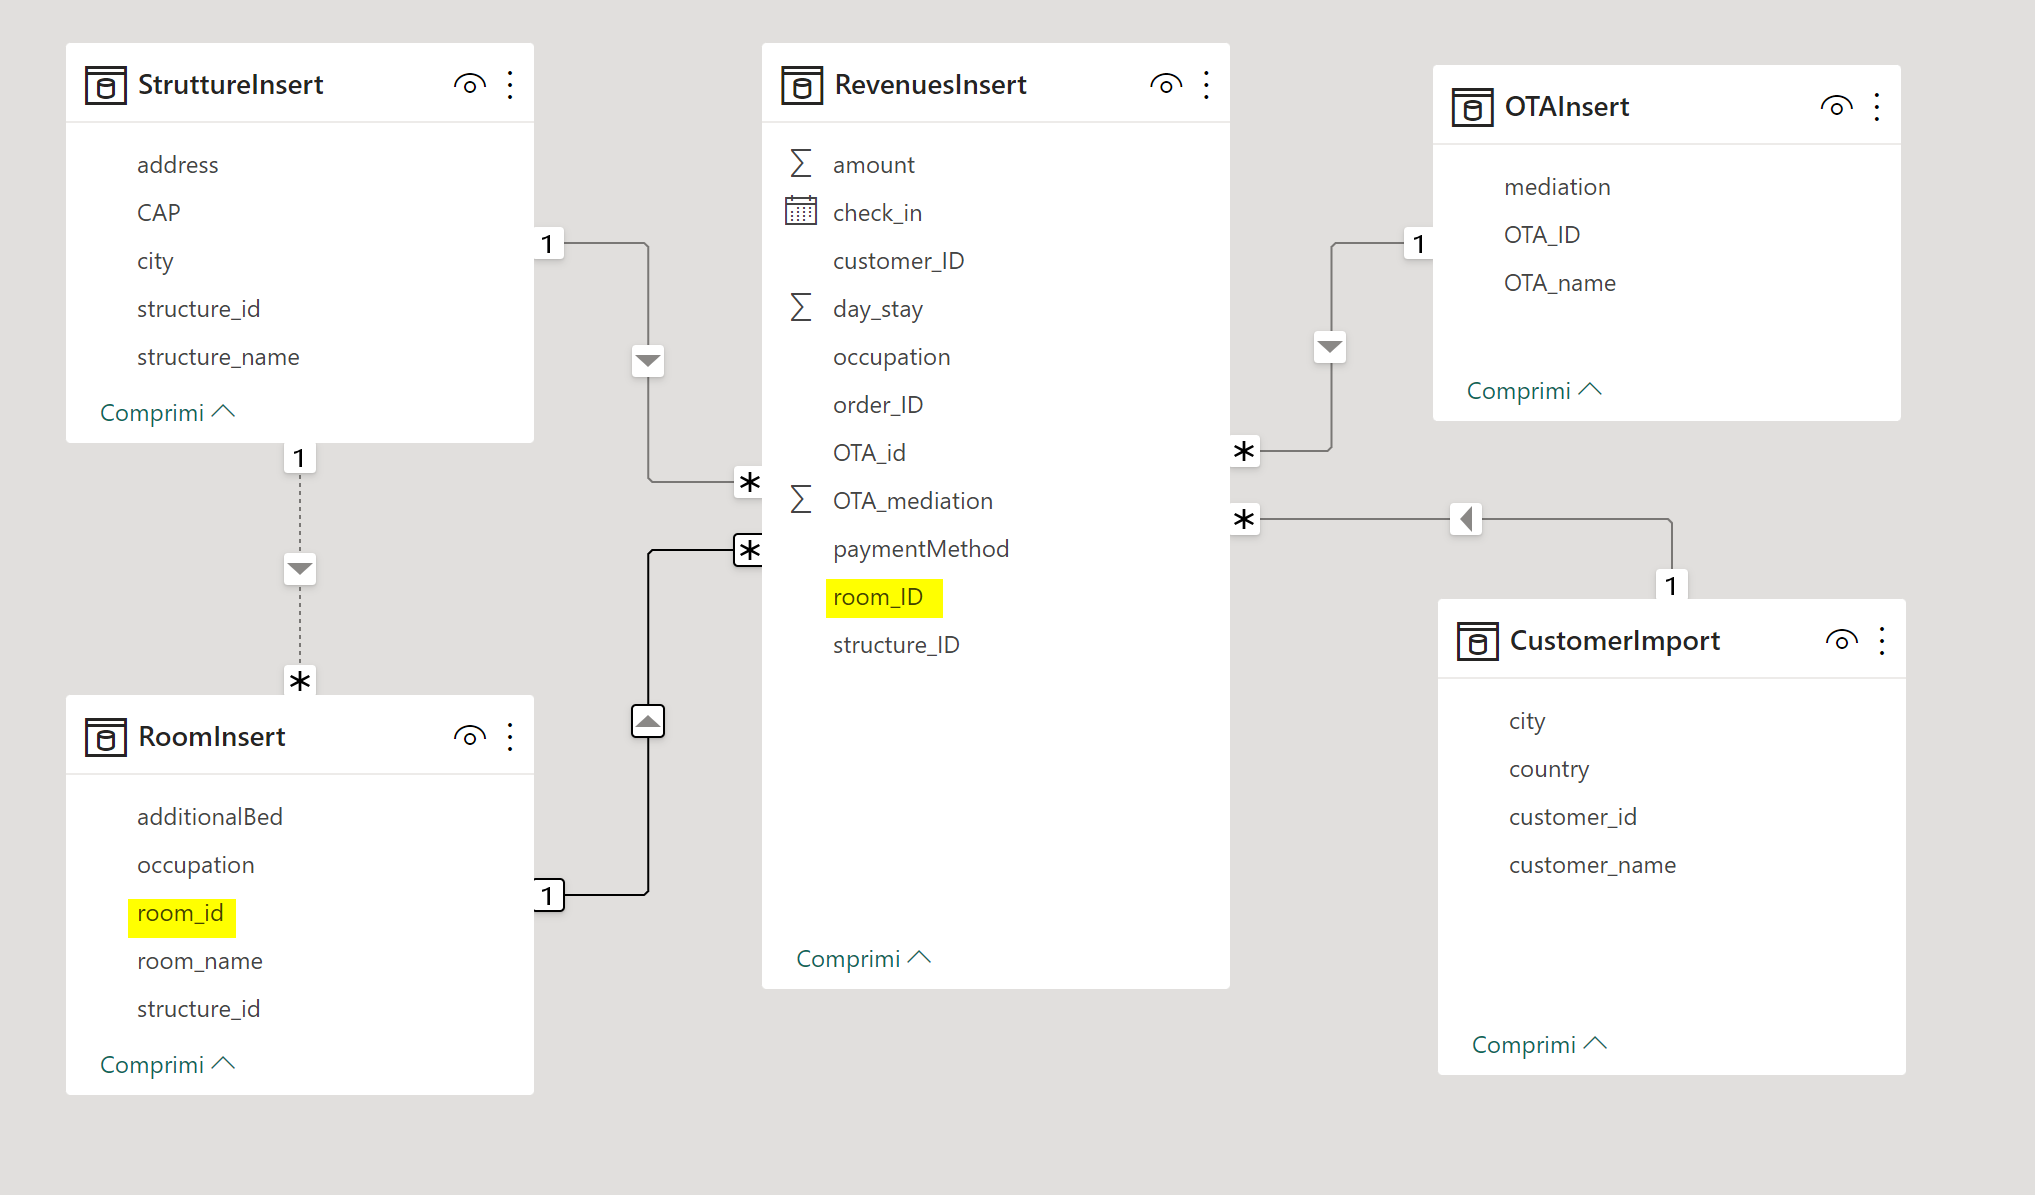 StruttureInsert
address
CAP
city
structure_id
structure_name
Comprimi
1
1
*
RoomInsert
additionalBed
occupation
room_id
room_name
structure_id
Comprimi
1
RevenuesInsert
amount
check_in
customer_ID
day_stay
occupation
order_ID
OTA_id
OTA_mediation
paymentMethod
room_ID
structure_ID
Comprimi
*
*
*
*
OTAInsert
mediation
OTA_ID
OTA_name
Comprimi
1
1
CustomerImport
city
country
customer_id
customer_name
Comprimi